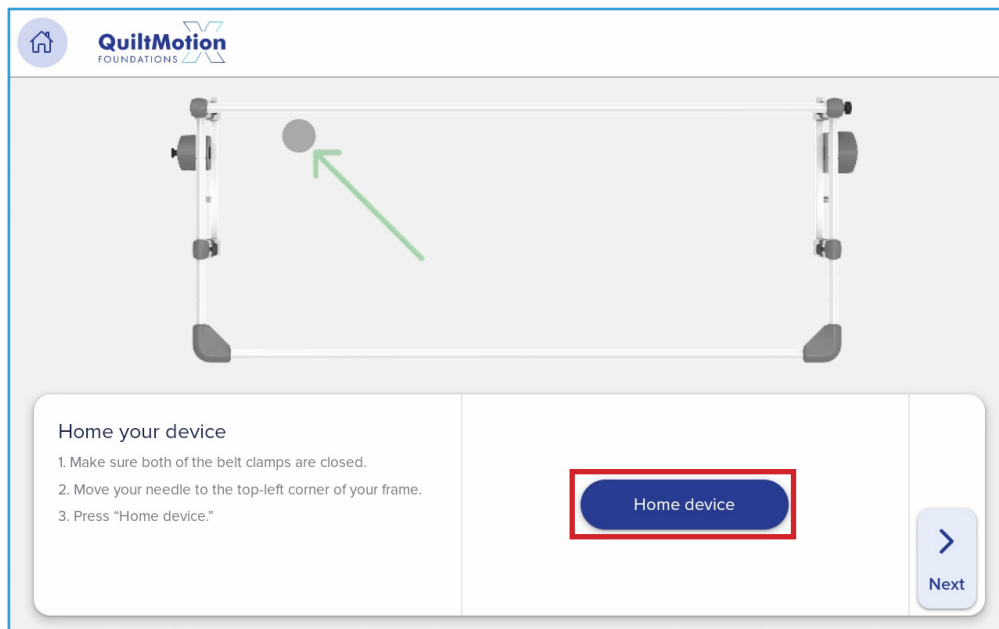 QuiltMotion
FOUNDATIONS
Home your device
1. Make sure both of the belt clamps are closed.
2. Move your needle to the top-left corner of your frame.
3. Press “Home device.”
Home device
Next